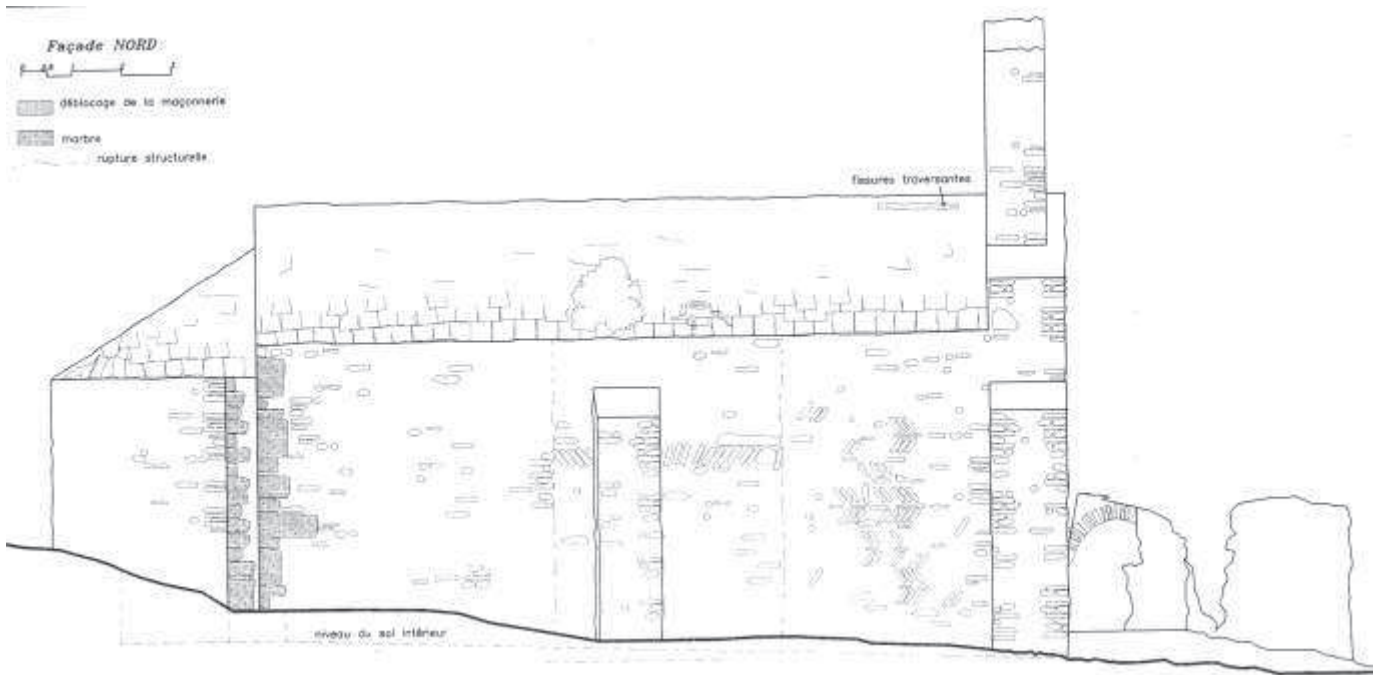 Façade NORD
déblocage de la maçonnerie
marbre
rupture structurelle
fissures traversantes
niveau du sol intérieur